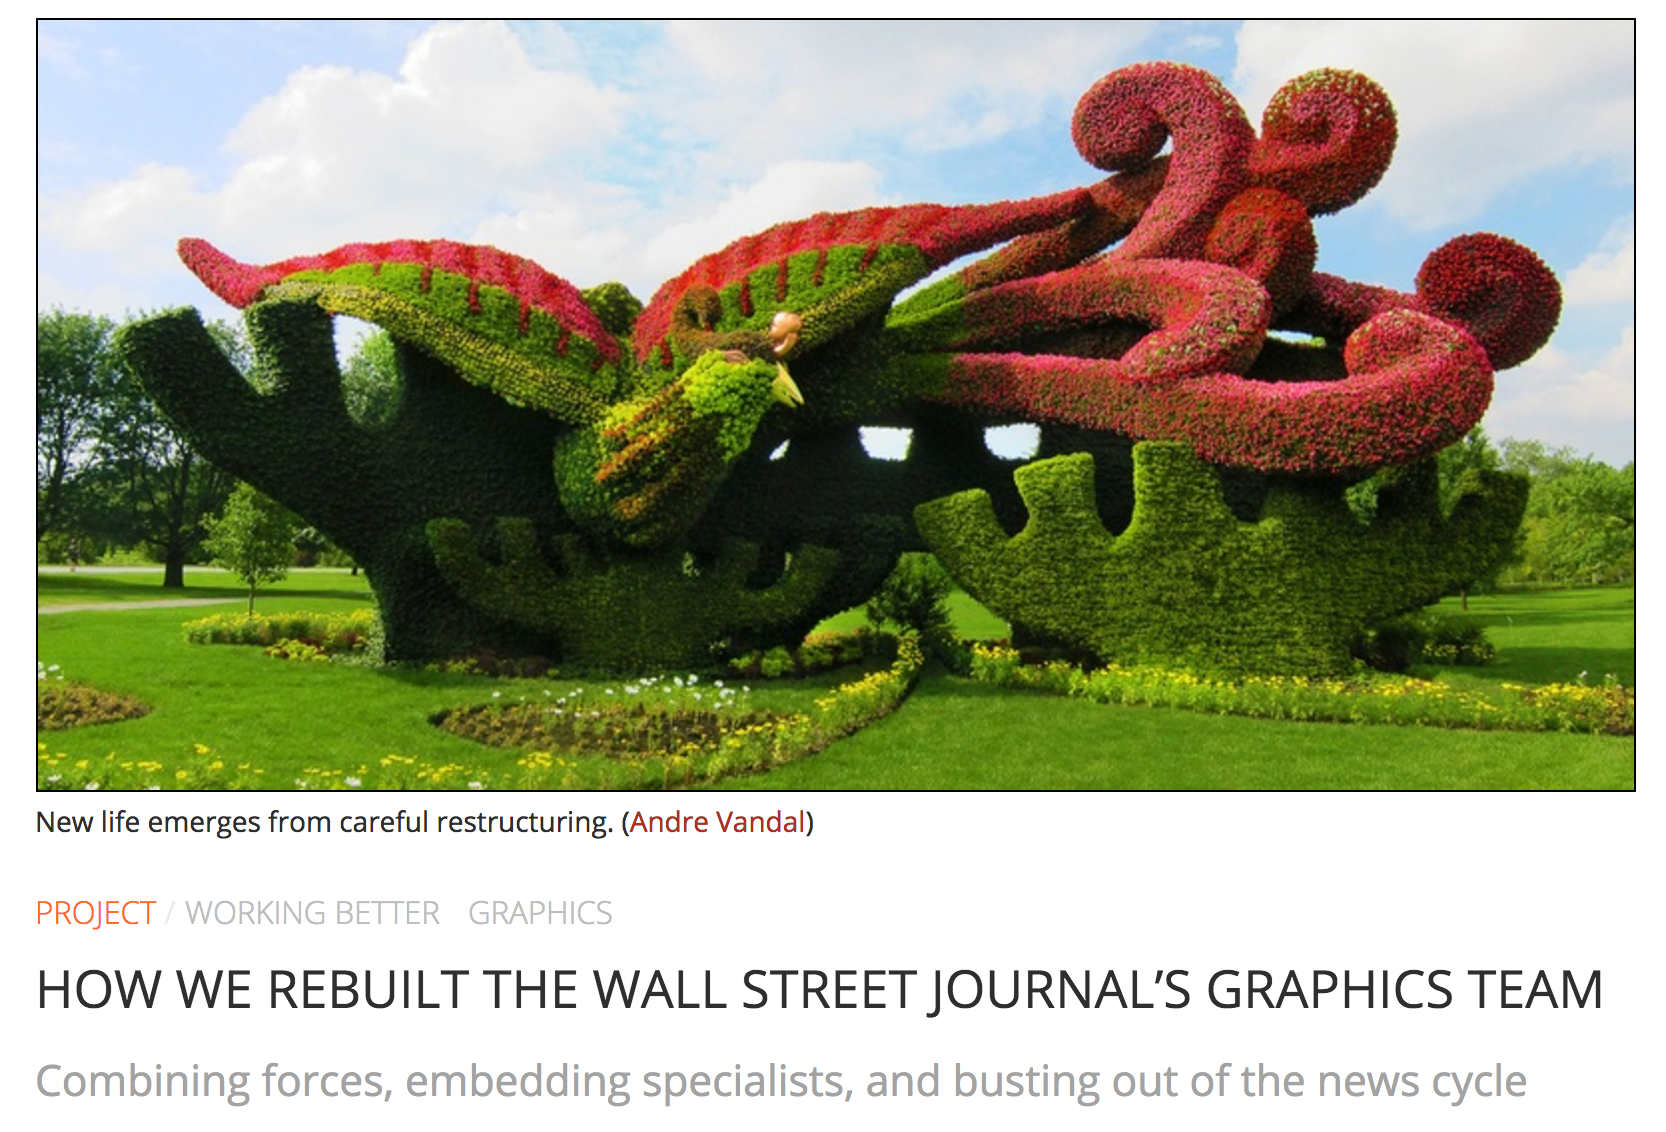 New life emerges from careful restructuring. (Andre Vandal)
PROJECT / WORKING BETTER GRAPHICS
HOW WE REBUILT THE WALL STREET JOURNAL’S GRAPHICS TEAM
Combining forces, embedding specialists, and busting out of the news cycle